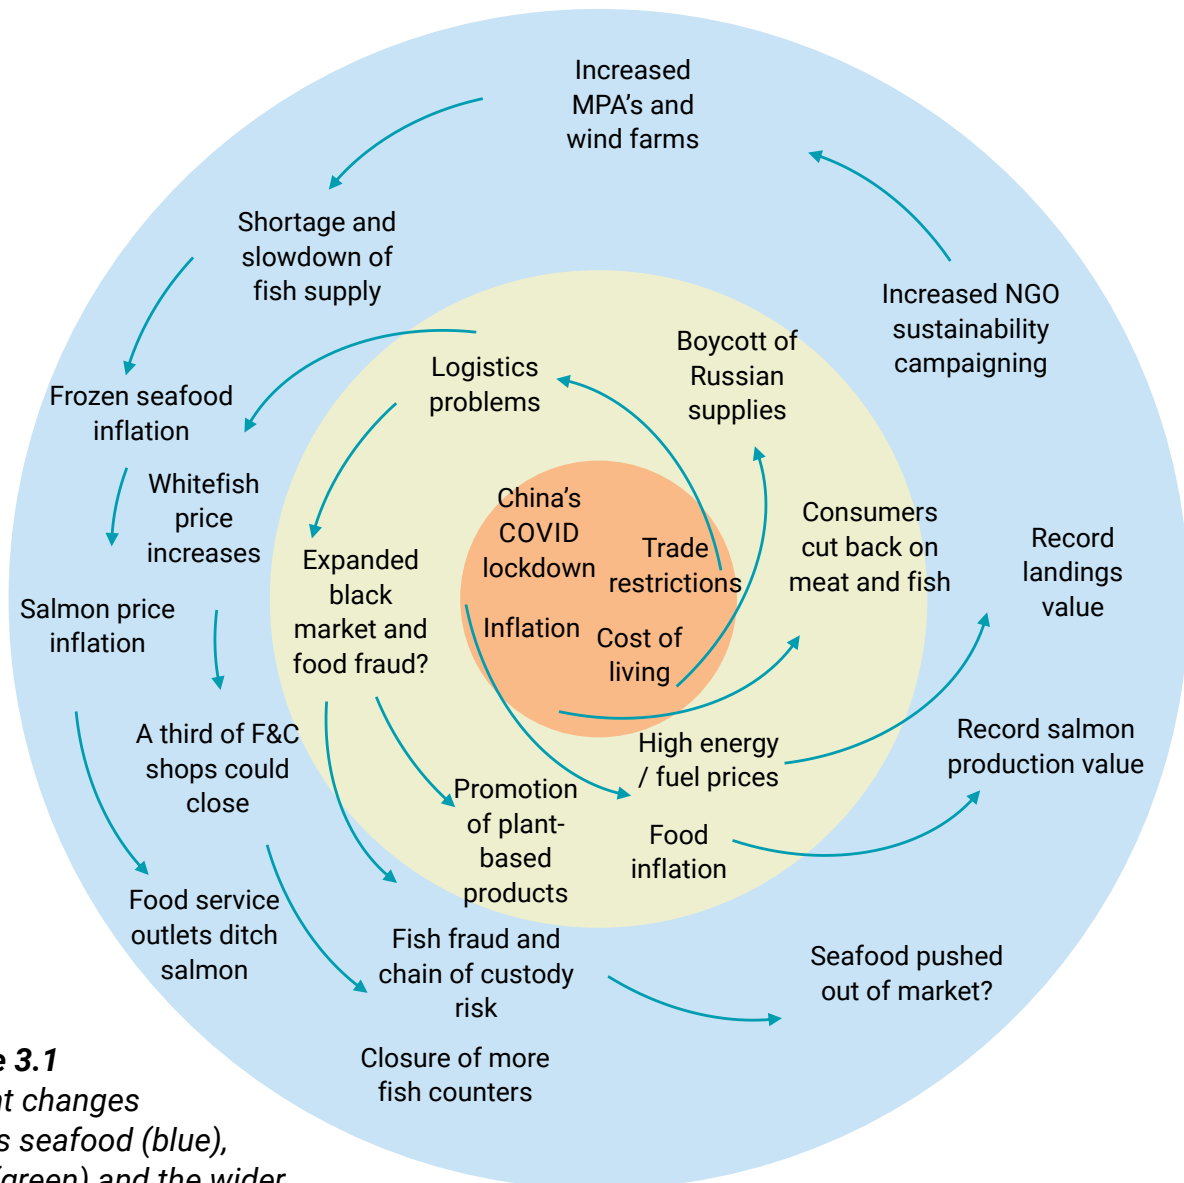 Increased
MPA's and
wind farms
Shortage and
slowdown of
fish supply
Increased NGO
sustainability
campaigning
Boycott of
Russian
supplies
Logistics
problems
Frozen seafood
inflation
Whitefish
price
increases
China's
COVID
lockdown
Trade
restrictions
Inflation
Cost of
living
Consumers
cut back on
meat and fish
Record
landings
value
Expanded
black
market and
food fraud?
Salmon price
inflation
A third of F&C
shops could
close
High energy
/ fuel prices
Record salmon
production value
Promotion
of plant-
based
products
Food
inflation
Food service
outlets ditch
salmon
Fish fraud and
chain of custody
risk
Seafood pushed
out of market?
Closure of more
fish counters
e 3.1
t changes
s seafood (blue),
(green) and the wider